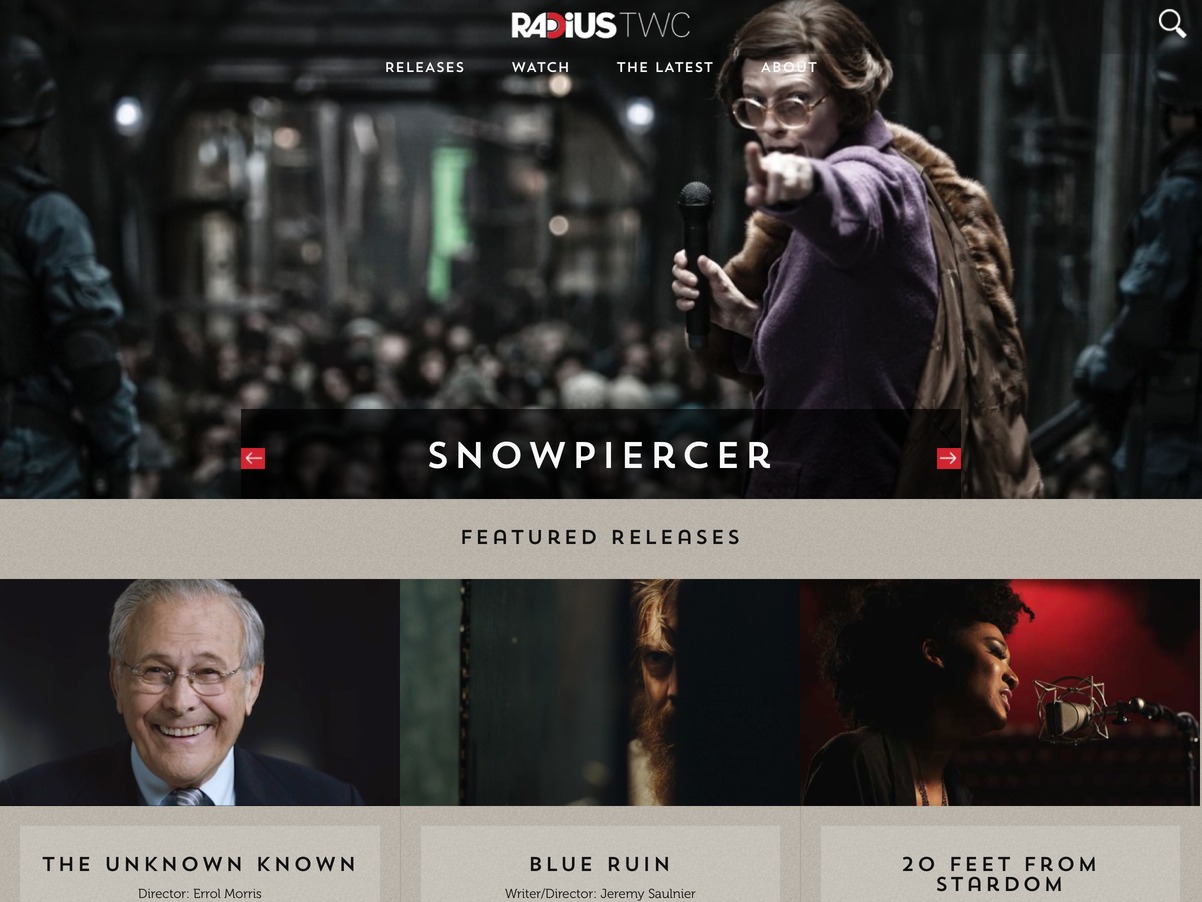 RADiUS TWC
RELEASES WATCH THE LATEST ABOUT
SNOWPIERCER
FEATURED RELEASES
THE UNKNOWN KNOWN
Director: Errol Morris
BLUE RUIN
Writer/Director: Jeremy Saulnier
20 FEET FROM
STARDOM